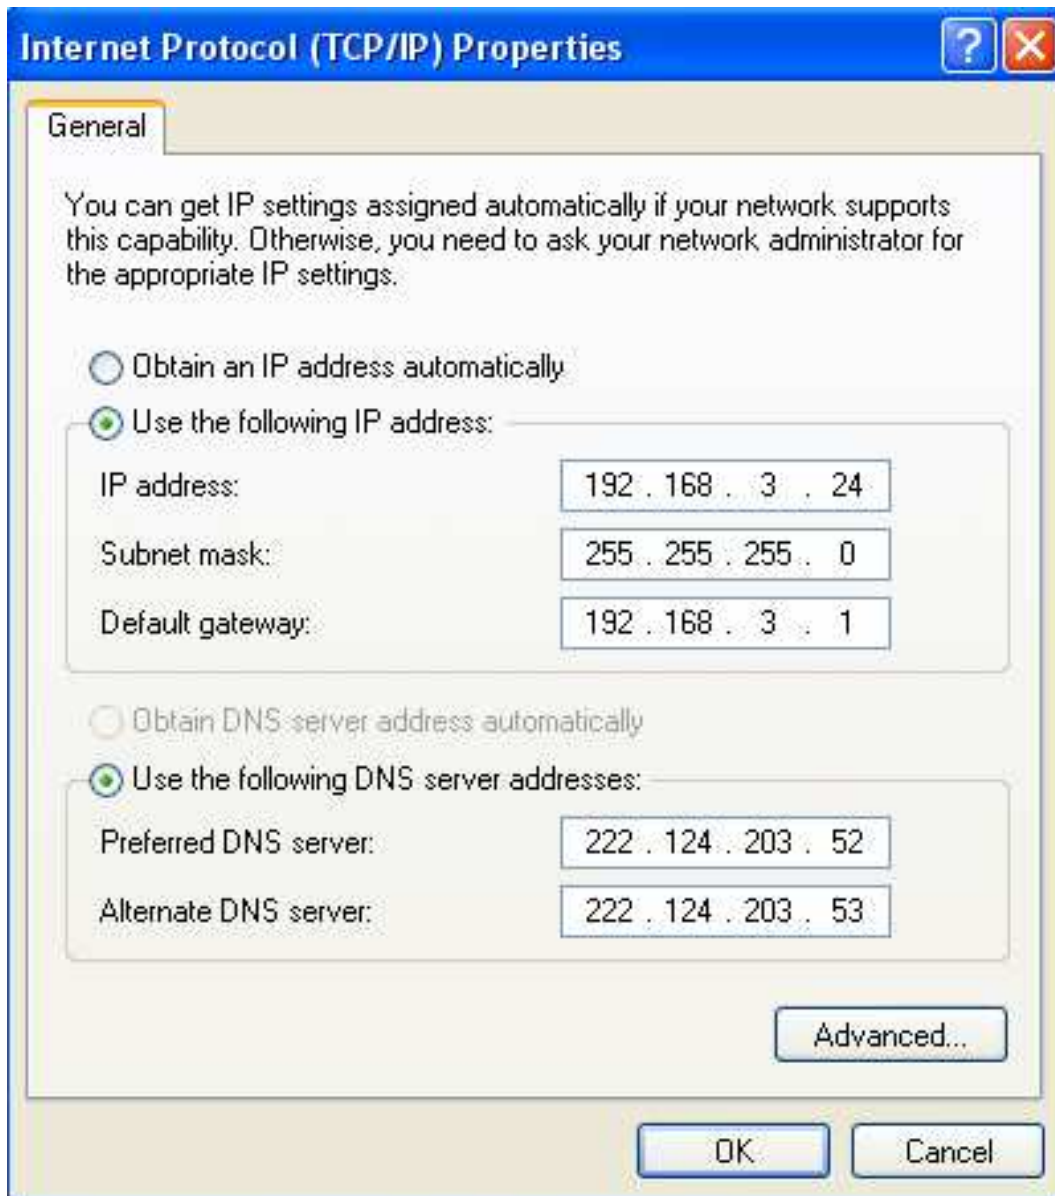 Internet Protocol (TCP/IP) Properties
General
You can get IP settings assigned automatically if your network supports
this capability. Otherwise, you need to ask your network administrator for
the appropriate IP settings.
Obtain an IP address automatically
Use the following IP address:
IP address: 192 . 168 . 3 . 24
Subnet mask: 255 . 255 . 255 . 0
Default gateway: 192 . 168 . 3 . 1
Obtain DNS server address automatically
Use the following DNS server addresses:
Preferred DNS server: 222 . 124 . 203 . 52
Alternate DNS server: 222 . 124 . 203 . 53
Advanced...
OK Cancel